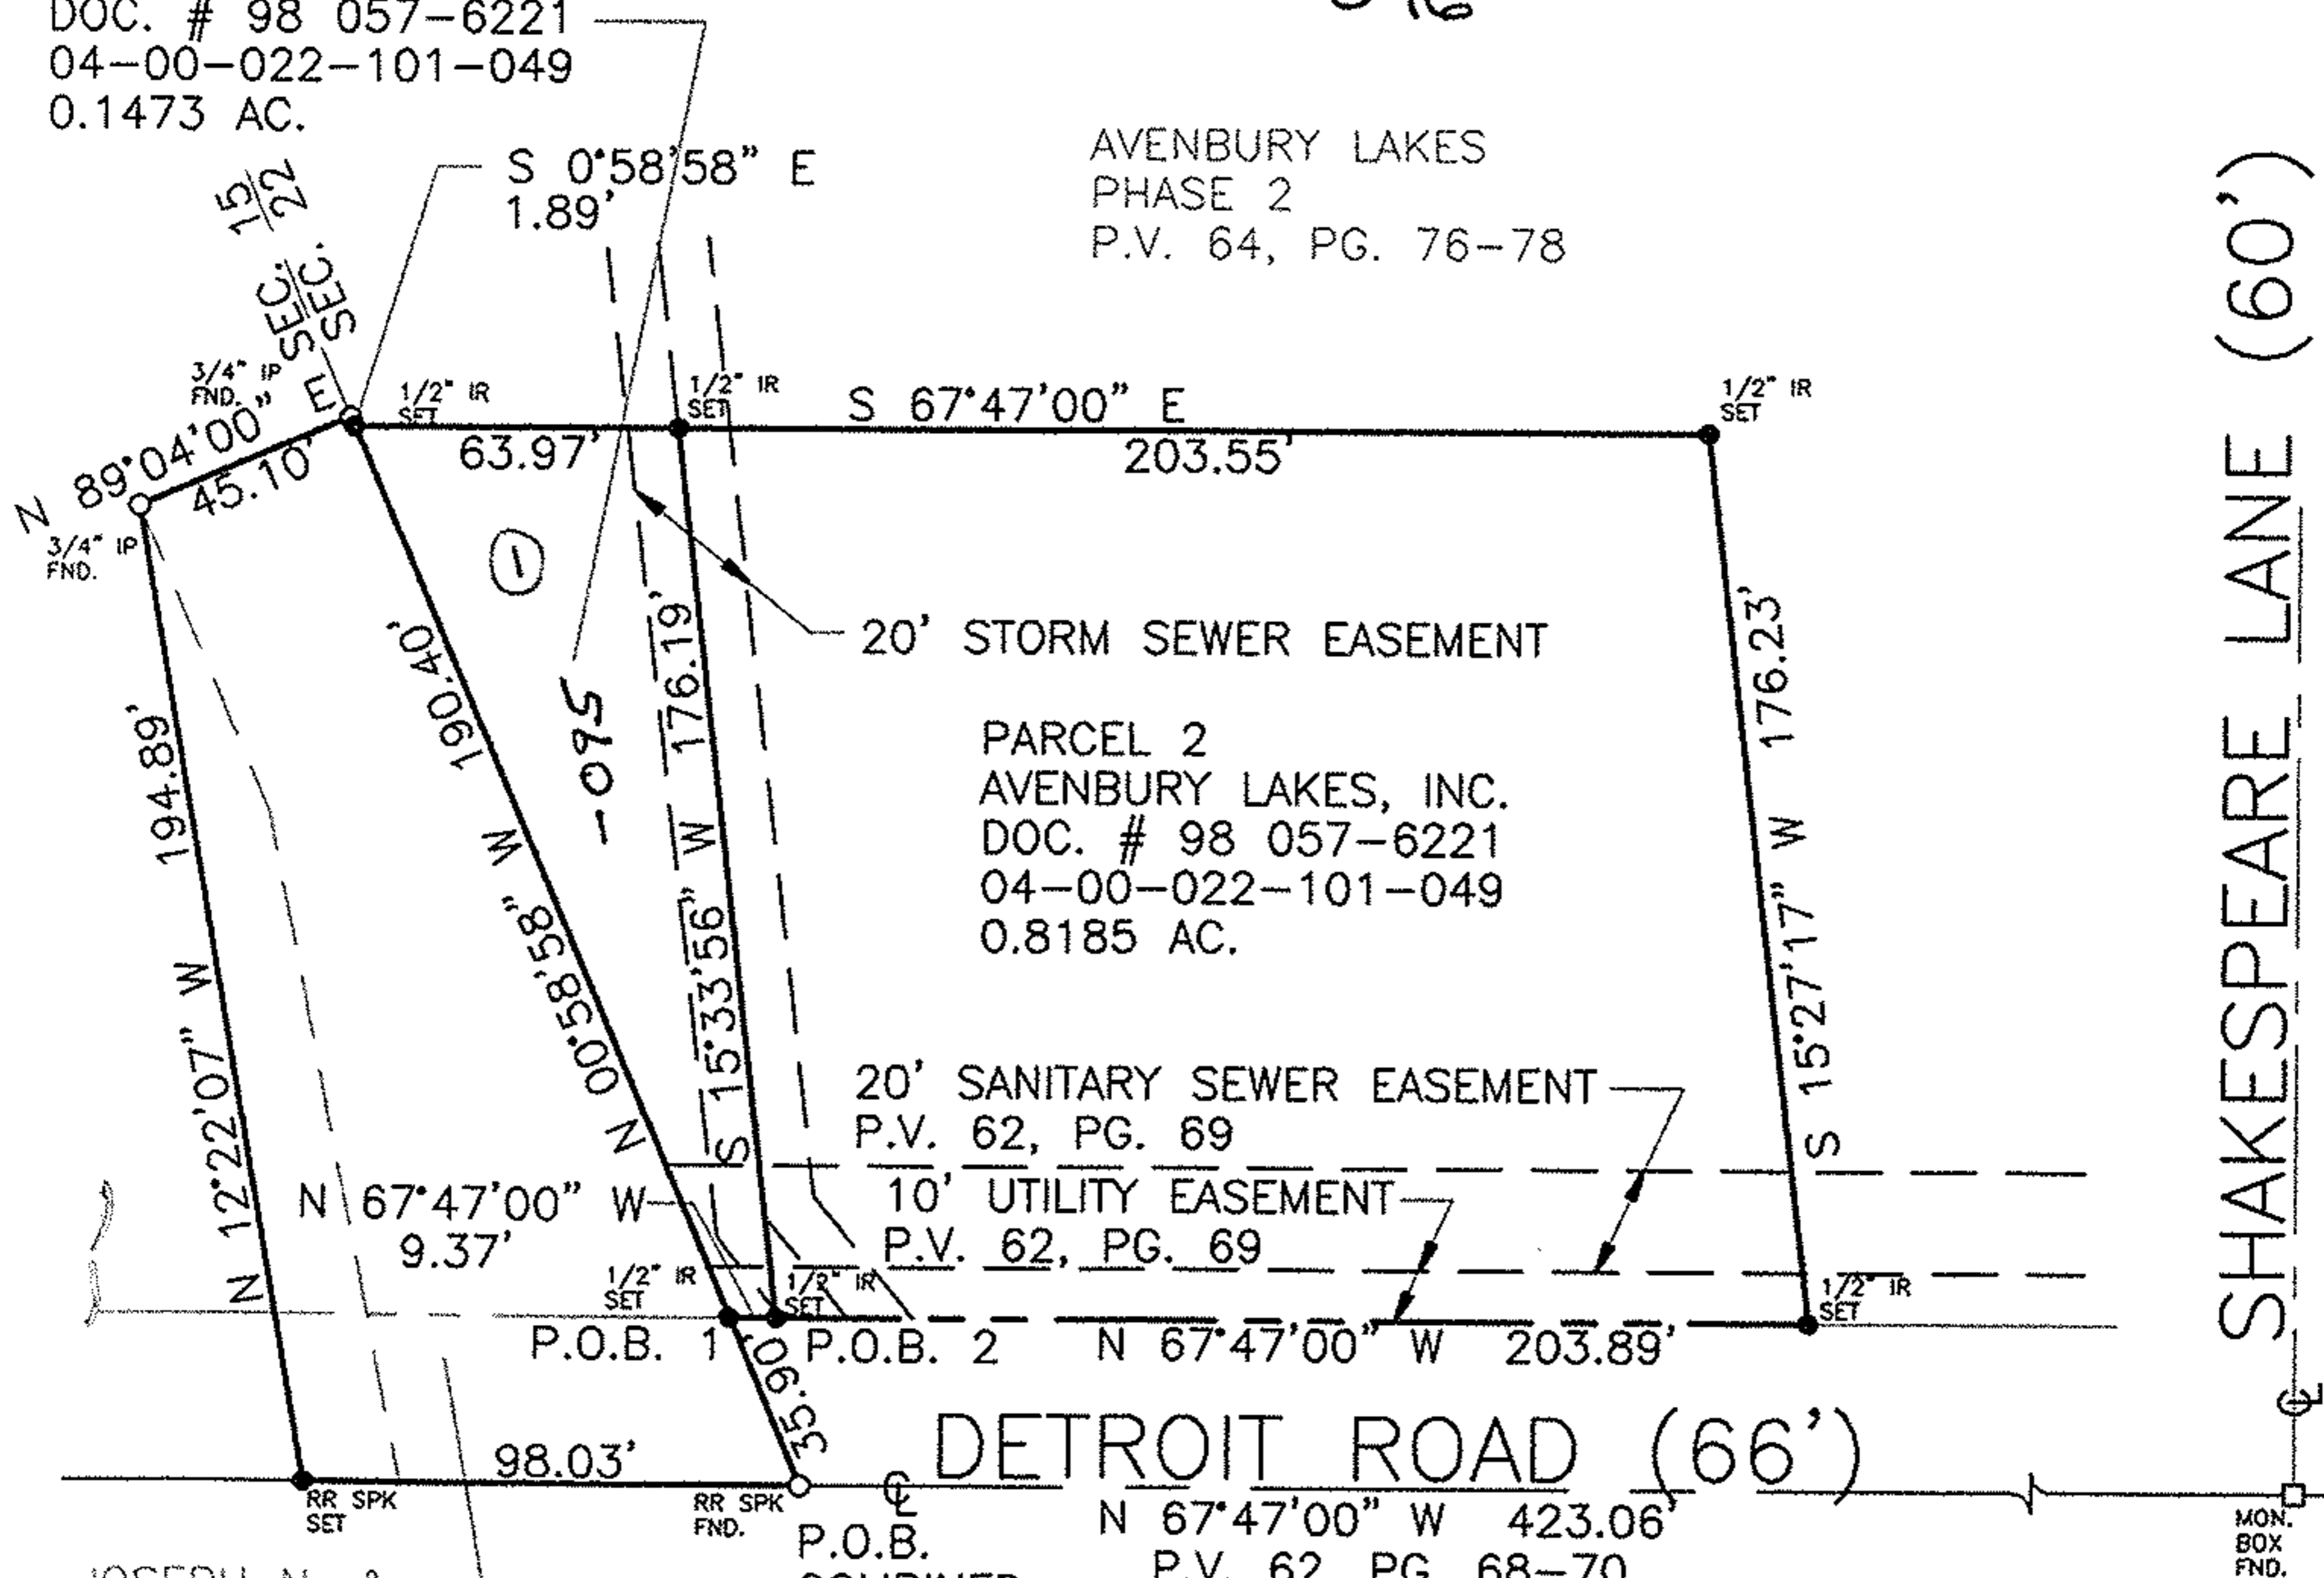 DOC. # 98 057-6221
04-00-022-101-049
0.1473 AC.
S 0°58'58" E
1.89'
AVENBURY LAKES
PHASE 2
P.V. 64, PG. 76-78
SEC. 15
SEC. 22
3/4" IP
FND.
1/2" IR
SET
1/2" IR
SET
1/2" IR
SET
S 67°47'00" E
63.97'
203.55'
N 89°04'00" E
45.10'
3/4" IP
FND.
1
20' STORM SEWER EASEMENT
190.40'
N 00°58'58" W
S 15°33'56" W 176.19'
S 15°27'17" W 176.23'
N 12°22'07" W 194.89'
PARCEL 2
AVENBURY LAKES, INC.
DOC. # 98 057-6221
04-00-022-101-049
0.8185 AC.
20' SANITARY SEWER EASEMENT
P.V. 62, PG. 69
10' UTILITY EASEMENT
P.V. 62, PG. 69
N 67°47'00" W
9.37'
1/2" IR
SET
1/2" IR
SET
1/2" IR
SET
P.O.B. 1
P.O.B. 2
N 67°47'00" W 203.89'
35.90'
98.03'
DETROIT ROAD (66')
SHAKESPEARE LANE (60')
RR SPK
SET
RR SPK
FND.
N 67°47'00" W 423.06'
P.O.B.
P.V. 62 PG. 68-70
MON.
BOX
FND.